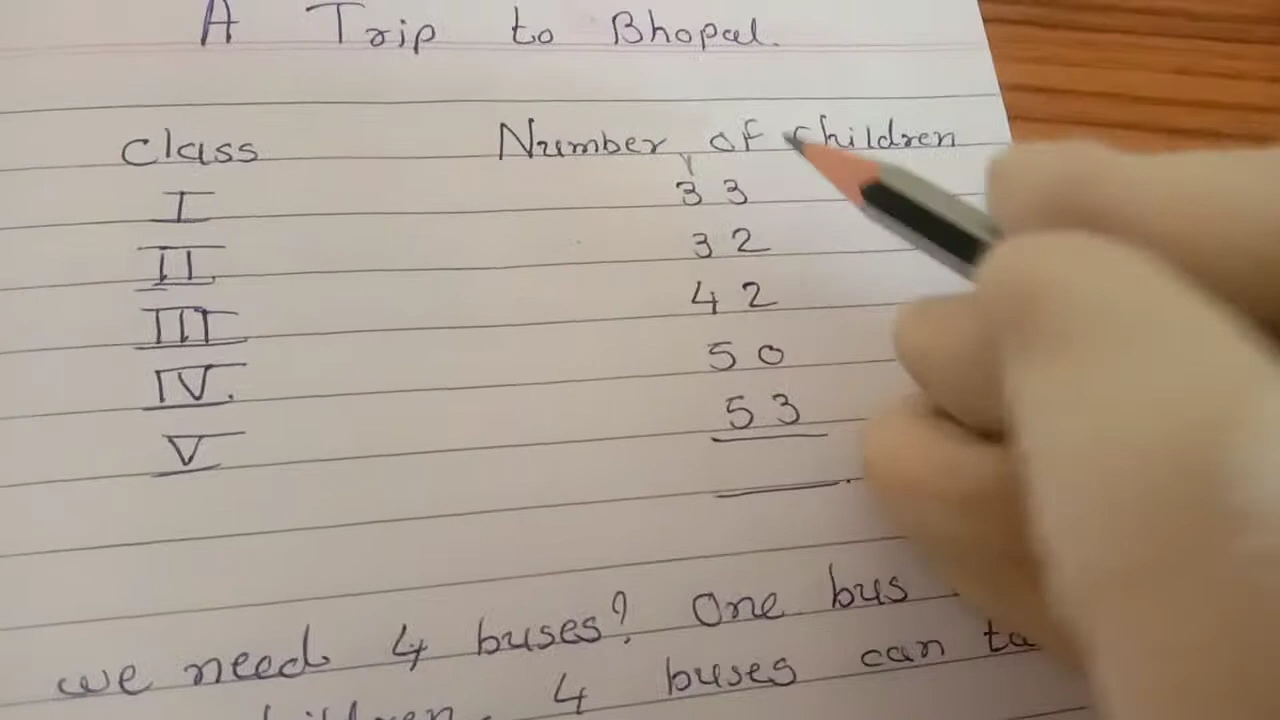 A Trip to Bhopal.
Class Number of children
I 33
II 32
III 42
IV. 50
V 53
we need 4 buses? One bus
4 buses can